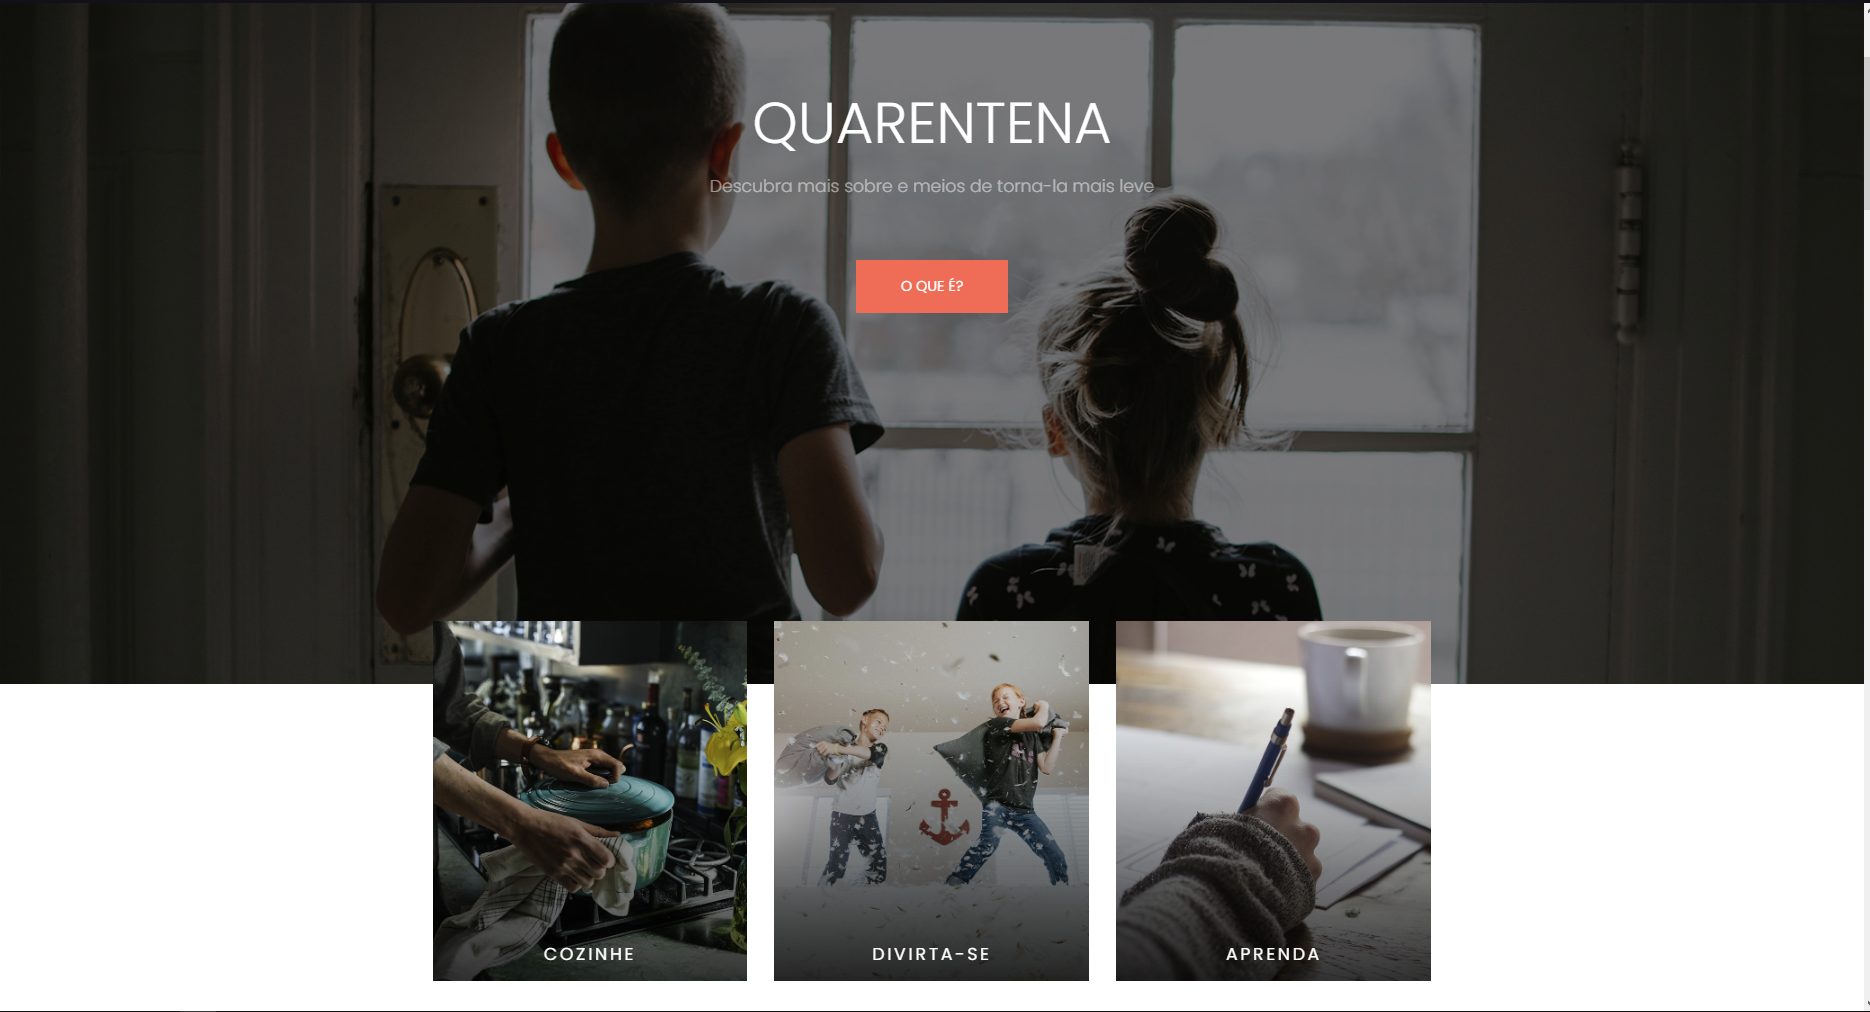 QUARENTENA
Descubra mais sobre e meios de torna-la mais leve
O QUE É?
COZINHE
DIVIRTA-SE
APRENDA